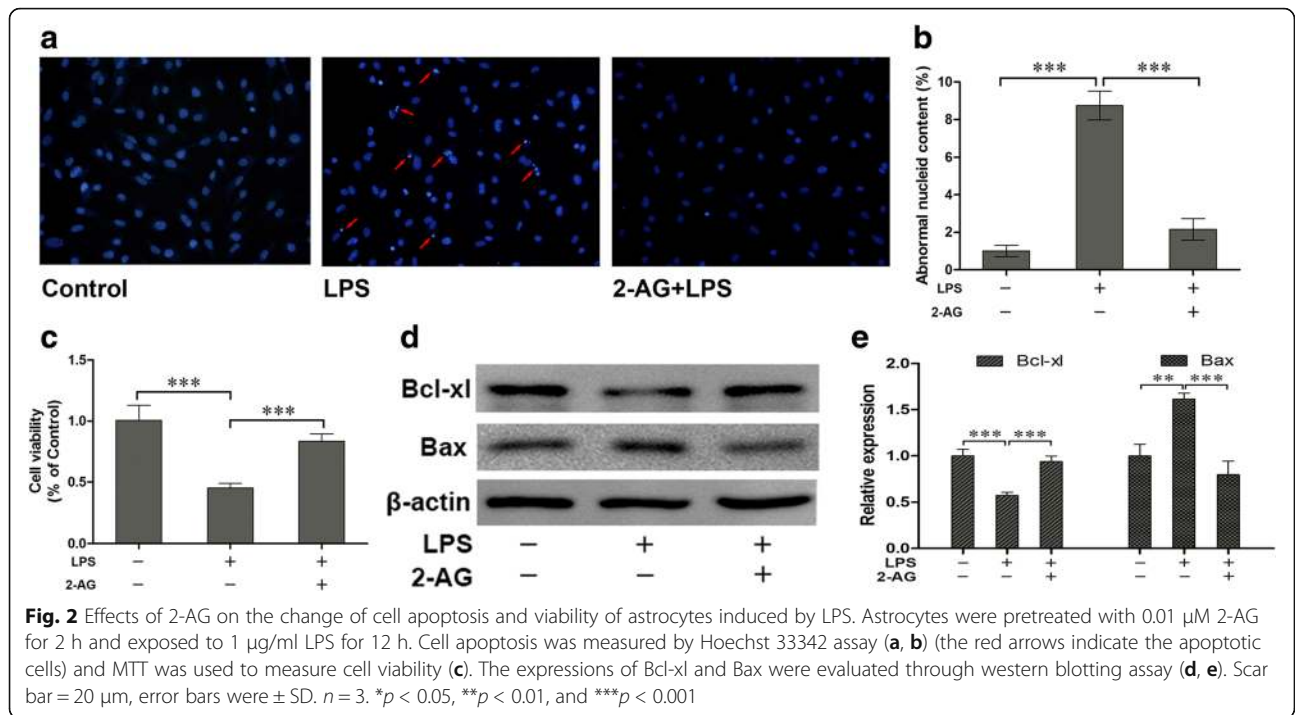 a
Control
LPS
2-AG+LPS
b
Abnormal nucleid content (%)
10
8
6
4
2
0
***
***
LPS − + +
2-AG − − +
c
Cell viability
(% of Control)
1.5
1.0
0.5
0.0
***
***
LPS − + +
2-AG − − +
d
Bcl-xl
Bax
β-actin
LPS − + +
2-AG − − +
e
Bcl-xl
Bax
Relative expression
2.0
1.5
1.0
0.5
0.0
*** ***
** ***
LPS − + + − + +
2-AG − − + − − +
Fig. 2 Effects of 2-AG on the change of cell apoptosis and viability of astrocytes induced by LPS. Astrocytes were pretreated with 0.01 μM 2-AG
for 2 h and exposed to 1 μg/ml LPS for 12 h. Cell apoptosis was measured by Hoechst 33342 assay (a, b) (the red arrows indicate the apoptotic
cells) and MTT was used to measure cell viability (c). The expressions of Bcl-xl and Bax were evaluated through western blotting assay (d, e). Scar
bar = 20 μm, error bars were ± SD. n = 3. *p < 0.05, **p < 0.01, and ***p < 0.001